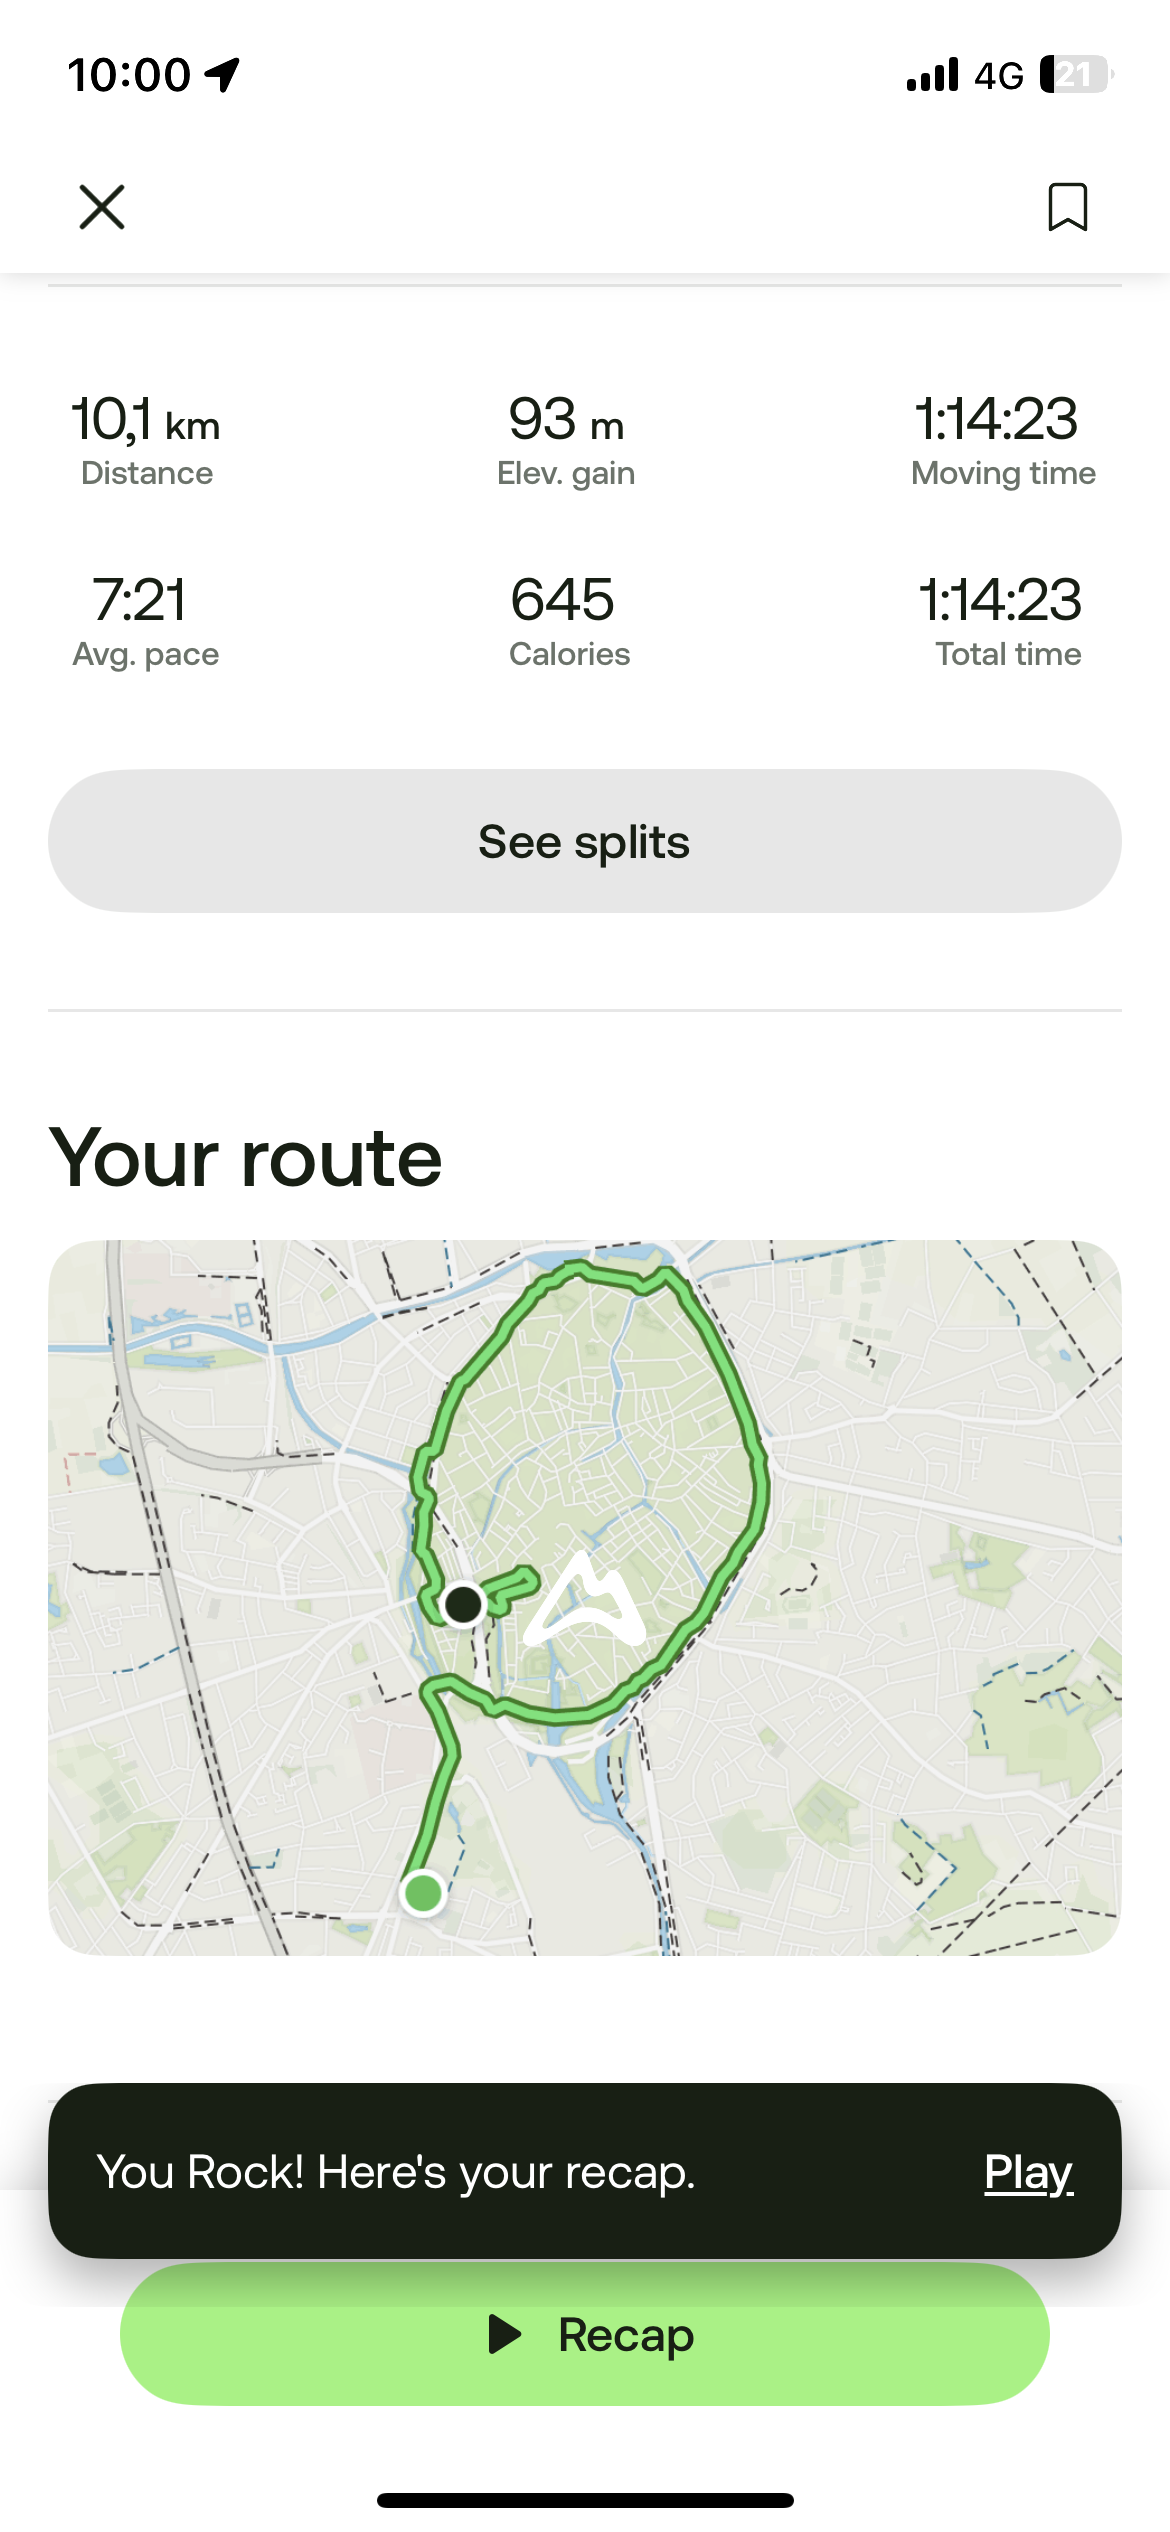 10:00 4G 21
10,1 km 93 m 1:14:23
Distance Elev. gain Moving time
7:21 645 1:14:23
Avg. pace Calories Total time
See splits
Your route
You Rock! Here's your recap. Play
Recap